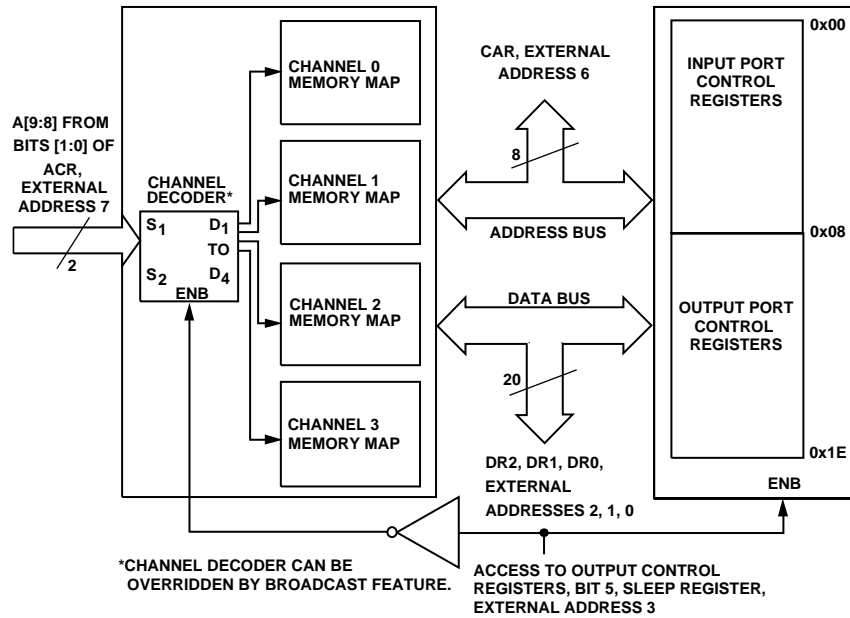 CHANNEL 0
MEMORY MAP
CHANNEL 1
MEMORY MAP
CHANNEL 2
MEMORY MAP
CHANNEL 3
MEMORY MAP
A[9:8] FROM
BITS [1:0] OF
ACR,
EXTERNAL
ADDRESS 7
2
CHANNEL
DECODER*
S1
D1
TO
S2
D4
ENB
CAR, EXTERNAL
ADDRESS 6
8
ADDRESS BUS
DATA BUS
20
DR2, DR1, DR0,
EXTERNAL
ADDRESSES 2, 1, 0
0x00
INPUT PORT
CONTROL
REGISTERS
0x08
OUTPUT PORT
CONTROL
REGISTERS
0x1E
ENB
*CHANNEL DECODER CAN BE
OVERRIDDEN BY BROADCAST FEATURE.
ACCESS TO OUTPUT CONTROL
REGISTERS, BIT 5, SLEEP REGISTER,
EXTERNAL ADDRESS 3